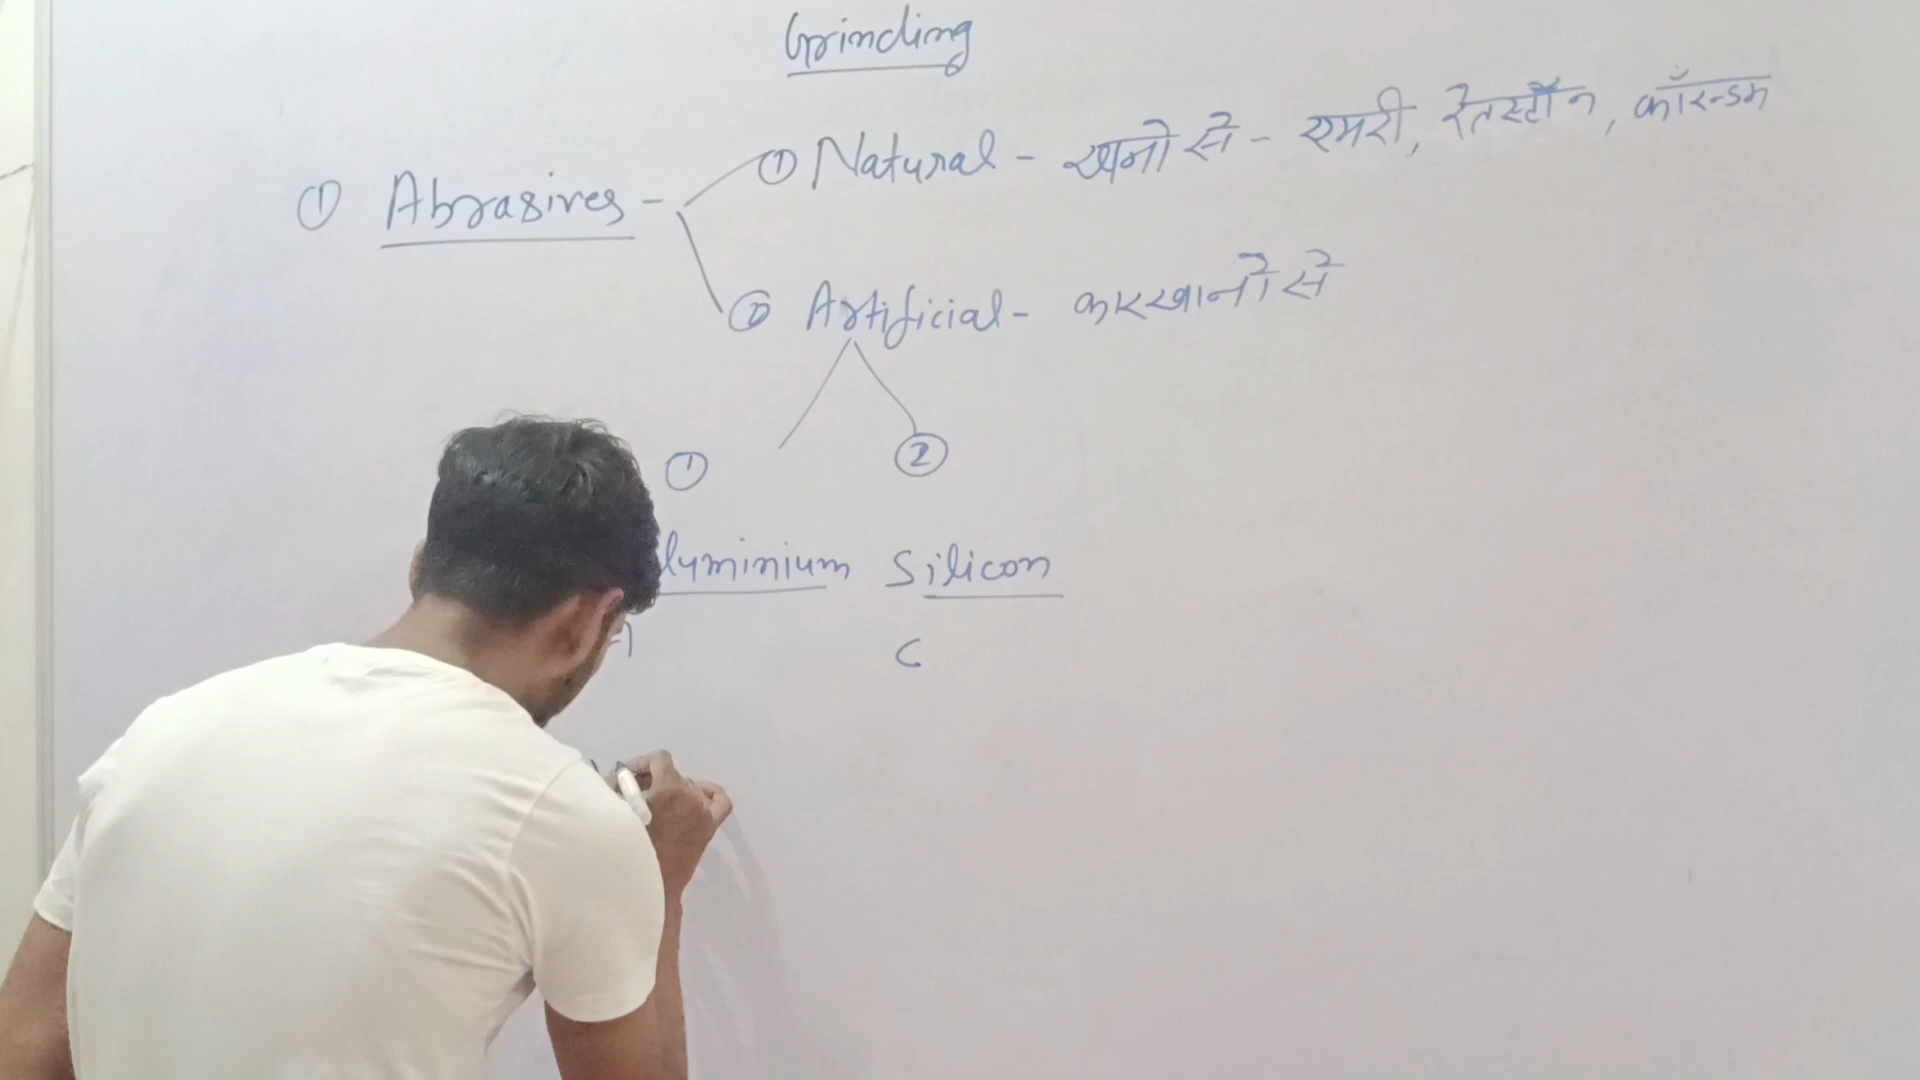 Grinding
① Abrasives - ① Natural - खानो से - एमरी, रेतस्टॉन, कॉरन्डम
② Artificial - कारखानो से
① ②
luminium Silicon
C